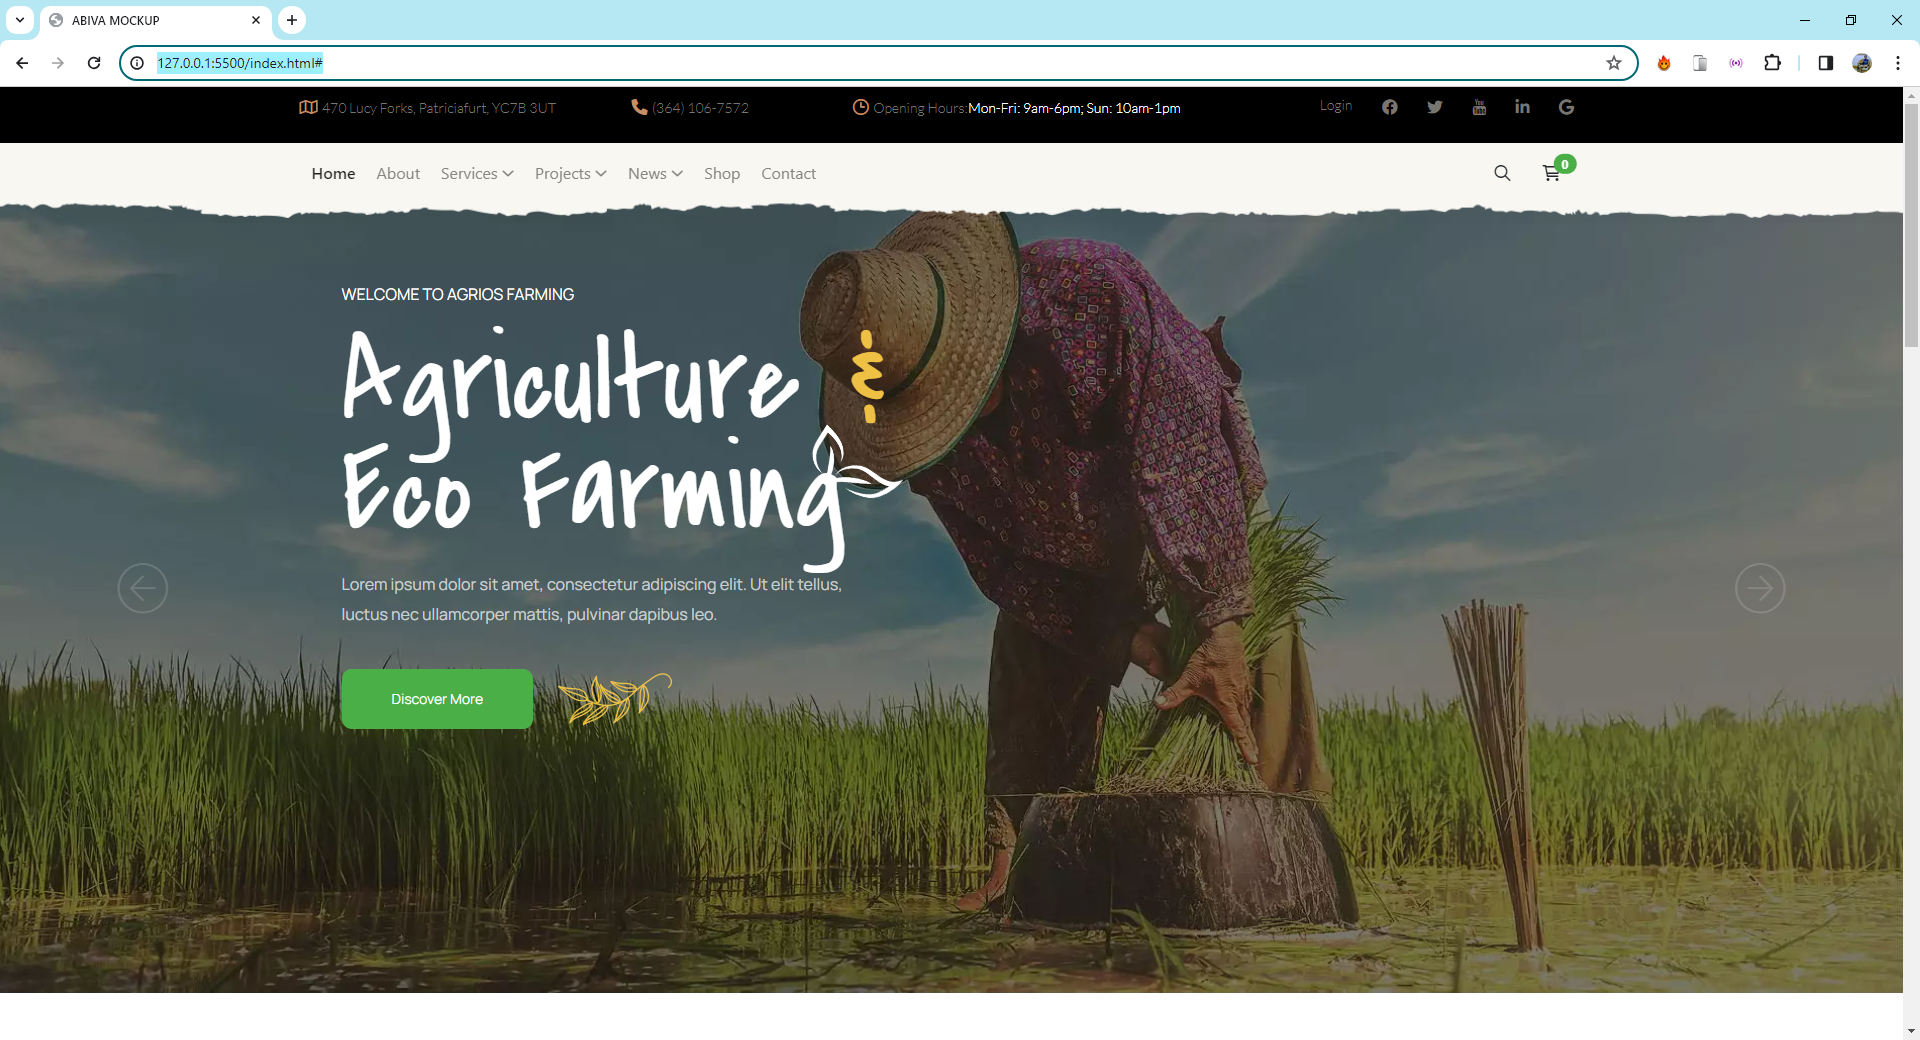 ABIVA MOCKUP
127.0.0.1:5500/index.html#
470 Lucy Forks, Patriciafurt, YC7B 3UT
(364) 106-7572
Opening Hours:Mon-Fri: 9am-6pm; Sun: 10am-1pm
Login
Home About Services Projects News Shop Contact
0
WELCOME TO AGRIOS FARMING
Agriculture &
Eco Farming
Lorem ipsum dolor sit amet, consectetur adipiscing elit. Ut elit tellus,
luctus nec ullamcorper mattis, pulvinar dapibus leo.
Discover More